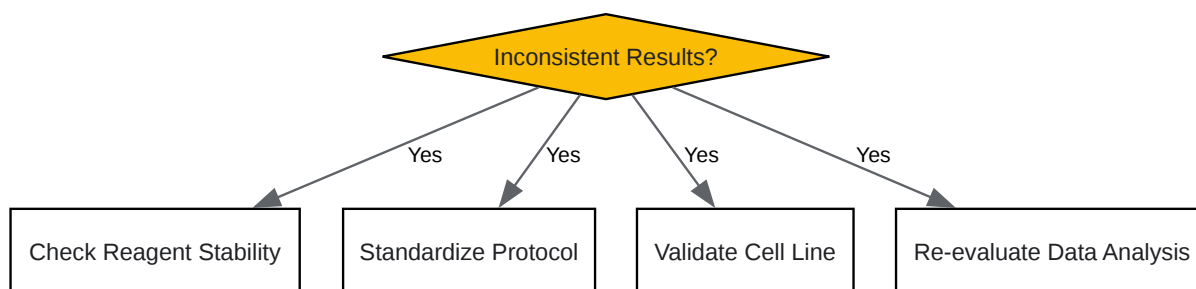 Inconsistent Results?
Yes
Yes
Yes
Yes
Check Reagent Stability
Standardize Protocol
Validate Cell Line
Re-evaluate Data Analysis